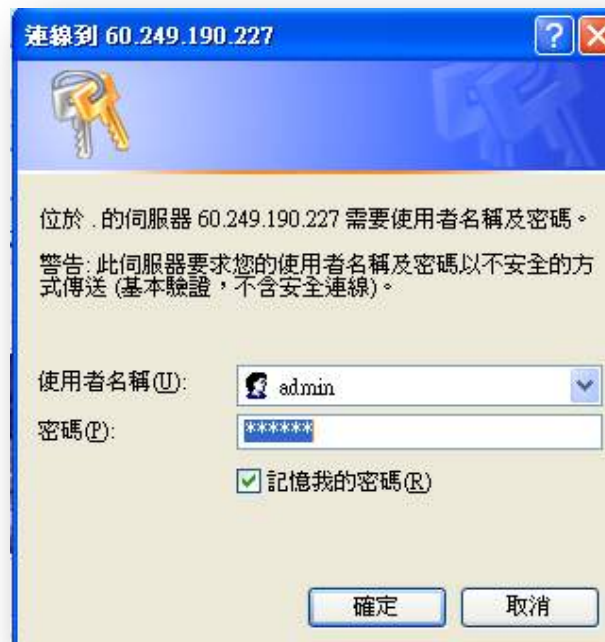 連線到 60.249.190.227
位於 . 的伺服器 60.249.190.227 需要使用者名稱及密碼。
警告: 此伺服器要求您的使用者名稱及密碼以不安全的方
式傳送 (基本驗證，不含安全連線)。
使用者名稱(U): admin
密碼(P): ******
記憶我的密碼(R)
確定 取消